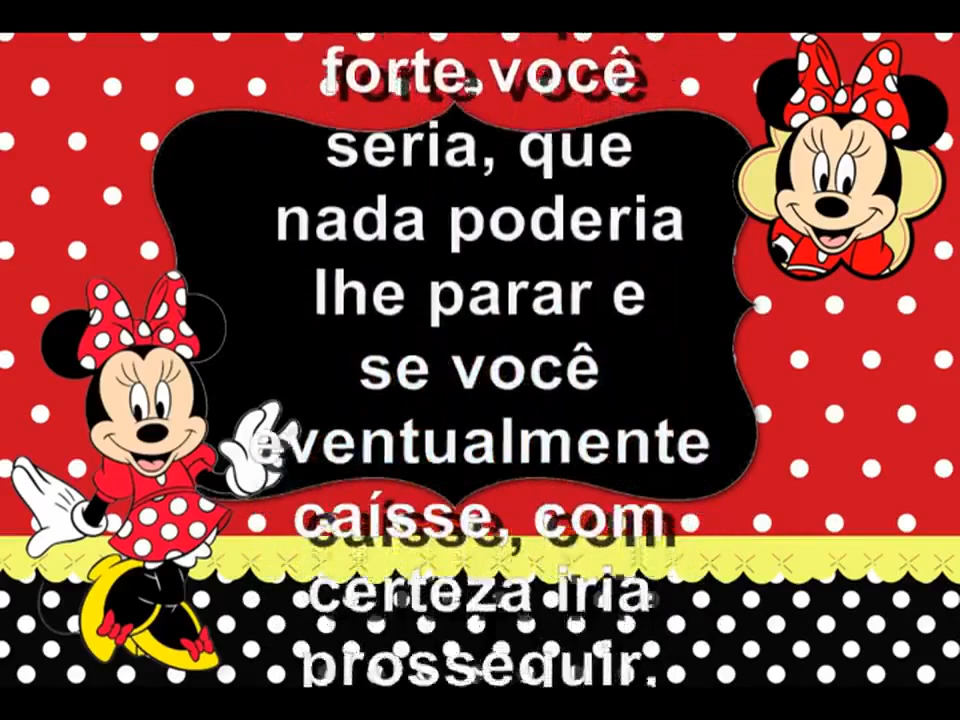 forte você
seria, que
nada poderia
lhe parar e
se você
eventualmente
caísse, com
certeza iria
prosseguir.